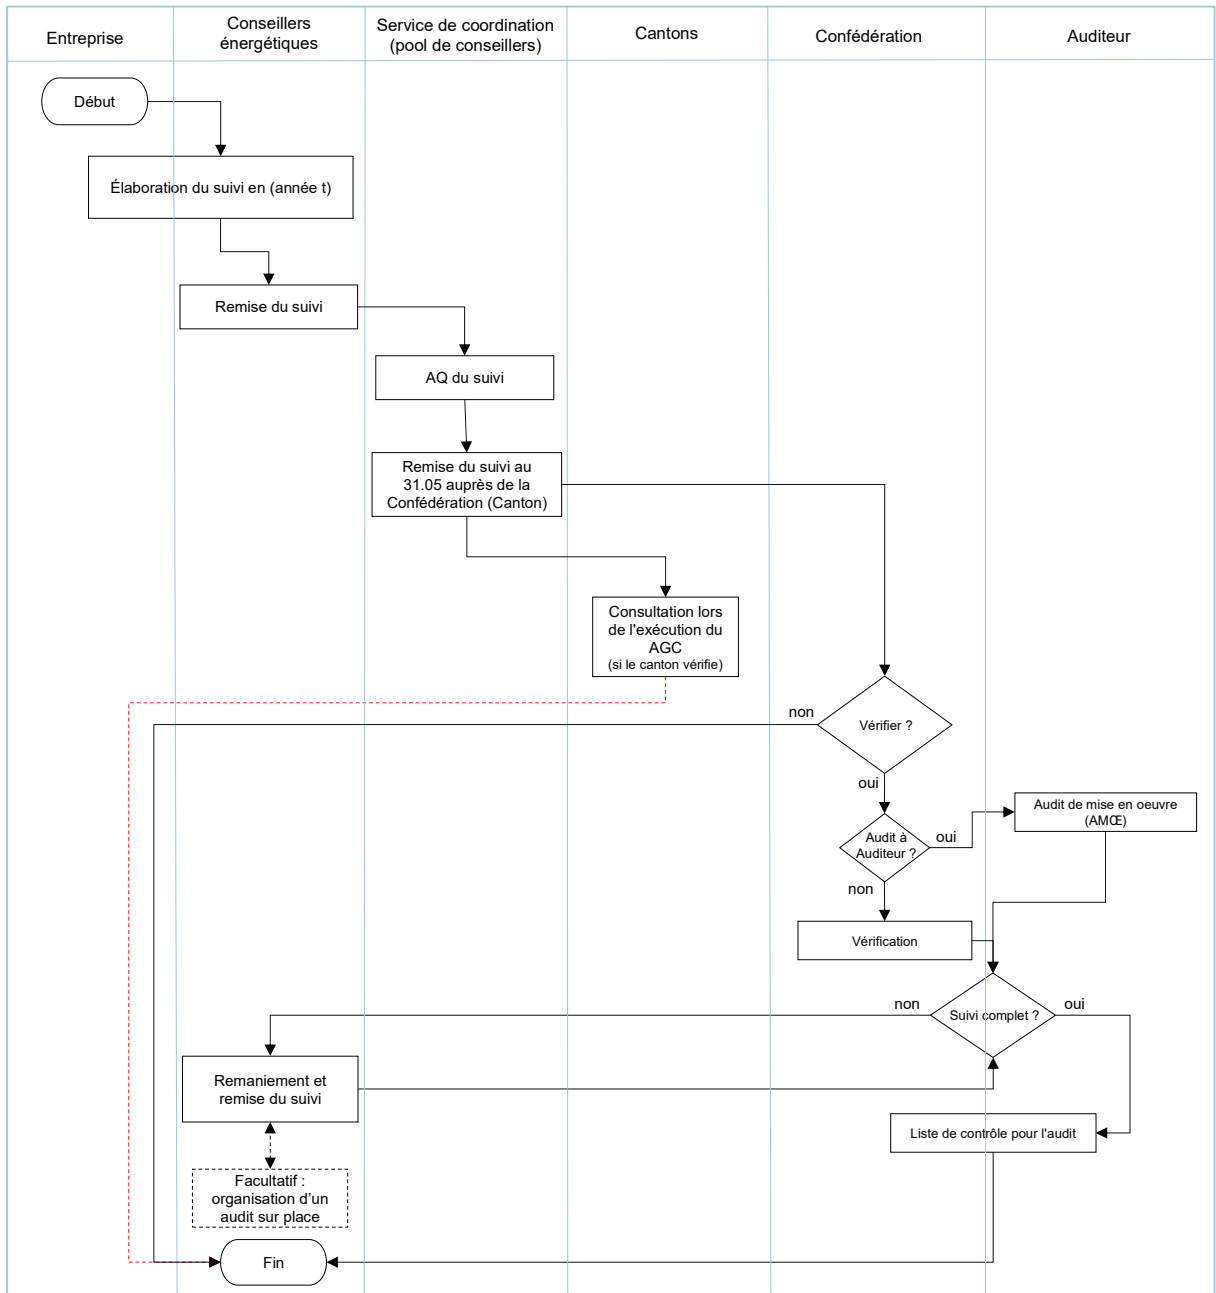 Entreprise
Conseillers
énergétiques
Service de coordination
(pool de conseillers)
Cantons
Confédération
Auditeur
Début
Élaboration du suivi en (année t)
Remise du suivi
AQ du suivi
Remise du suivi au
31.05 auprès de la
Confédération (Canton)
Consultation lors
de l'exécution du
AGC
(si le canton vérifie)
non
Vérifier ?
oui
Audit de mise en oeuvre
(AMŒ)
Audit à
Auditeur ?
oui
non
Vérification
non
Suivi complet ?
oui
Remaniement et
remise du suivi
Liste de contrôle pour l'audit
Facultatif :
organisation d’un
audit sur place
Fin